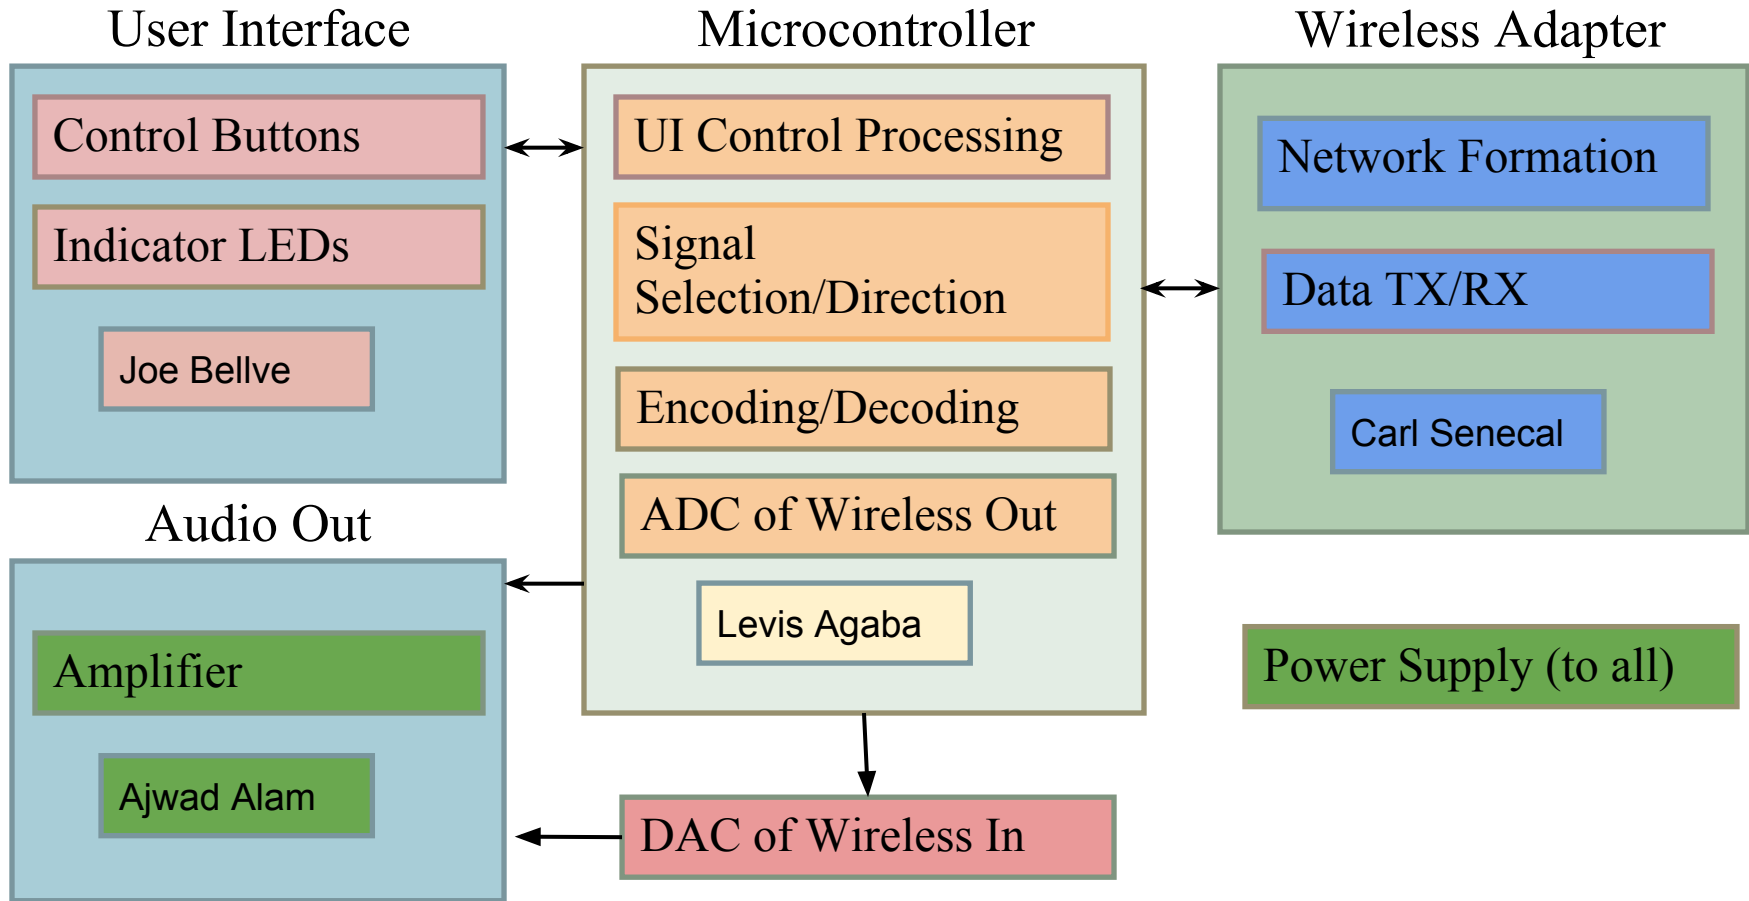 User Interface
Control Buttons
Indicator LEDs
Joe Bellve
Audio Out
Amplifier
Ajwad Alam
Microcontroller
UI Control Processing
Signal
Selection/Direction
Encoding/Decoding
ADC of Wireless Out
Levis Agaba
DAC of Wireless In
Wireless Adapter
Network Formation
Data TX/RX
Carl Senecal
Power Supply (to all)